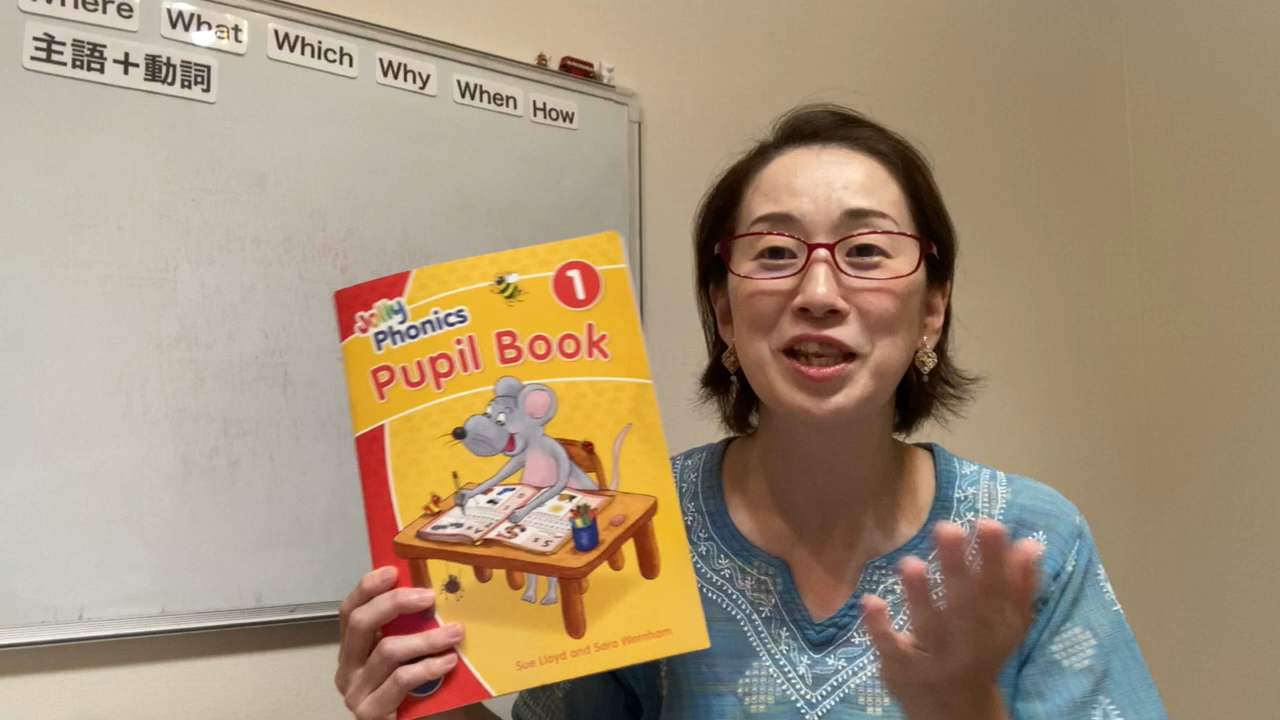 Where
What
Which
Why
When
How
主語+動詞
1
Jolly
Phonics
Pupil Book
Sue Lloyd and Sara Wernham